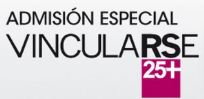 ADMISIÓN ESPECIAL
VINCULARSE
25+